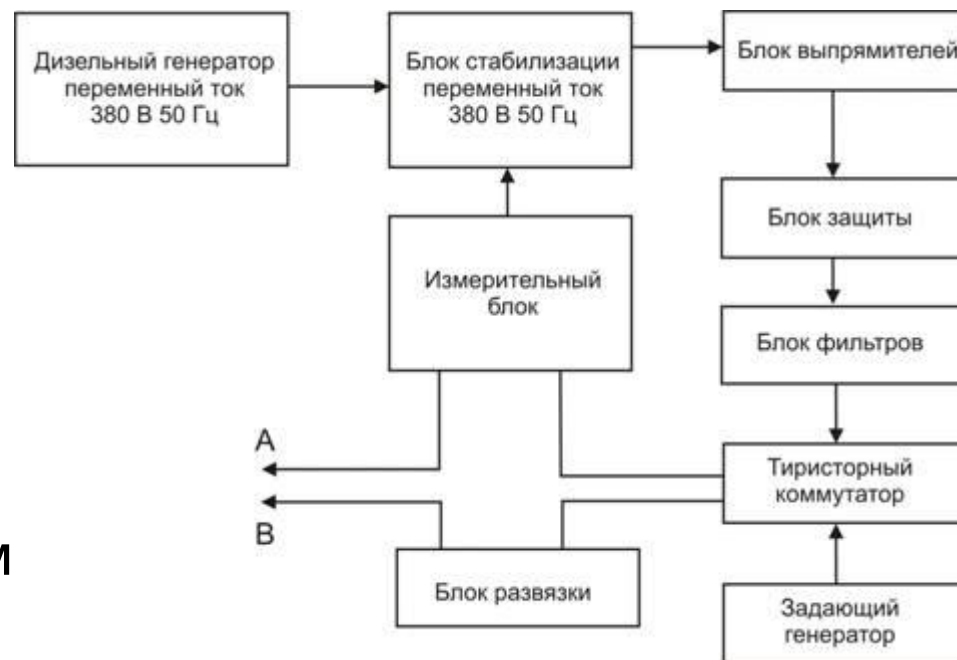 Дизельный генератор
переменный ток
380 В 50 Гц
Блок стабилизации
переменный ток
380 В 50 Гц
Блок выпрямителей
Блок защиты
Измерительный
блок
Блок фильтров
А
Тиристорный
коммутатор
В
Блок развязки
Задающий
генератор